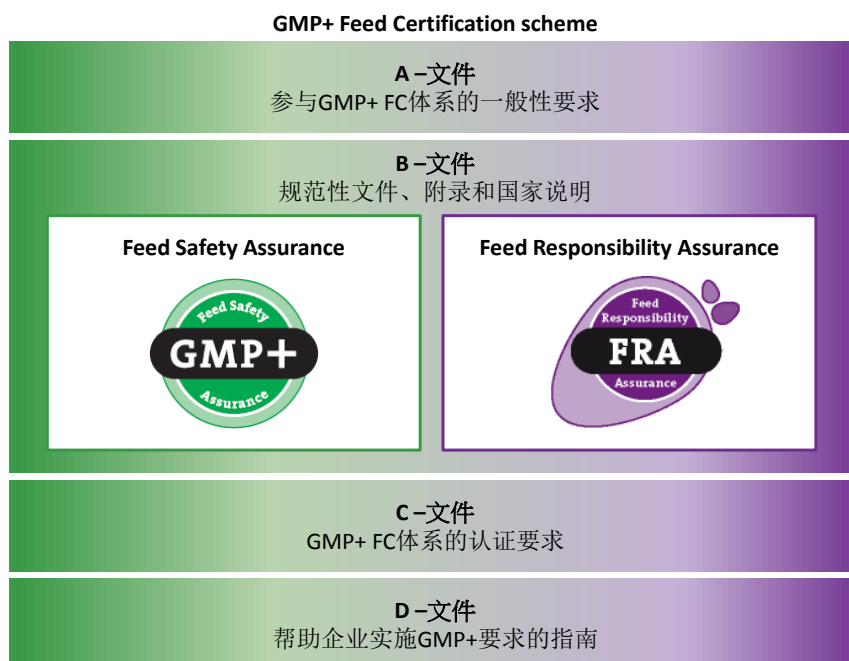 GMP+ Feed Certification scheme
A –文件
参与GMP+ FC体系的一般性要求
B –文件
规范性文件、附录和国家说明
Feed Safety Assurance
Feed Safety
GMP+
Assurance
Feed Responsibility Assurance
Feed
Responsibility
FRA
Assurance
C –文件
GMP+ FC体系的认证要求
D –文件
帮助企业实施GMP+要求的指南